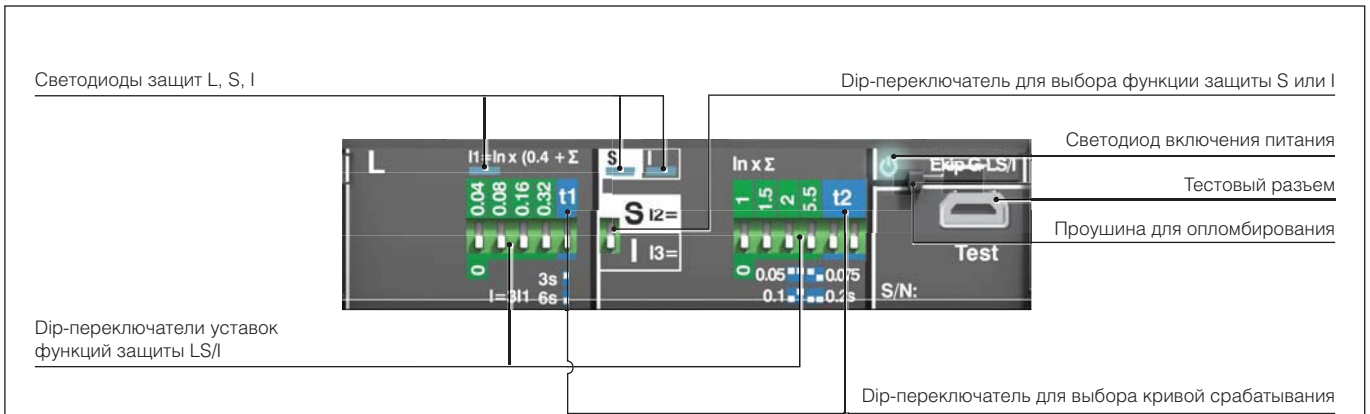 Светодиоды защит L, S, I
Dip-переключатель для выбора функции защиты S или I
Светодиод включения питания
Тестовый разъем
Проушина для опломбирования
L
I1=In x (0.4 + Σ
0.04
0.08
0.16
0.32
t1
0
3s
I=3I1 6s
S
I
S I2=
I I3=
In x Σ
1
1.5
2
5.5
t2
0
0.05
0.075
0.1
0.2s
Ekip G-LS/I
Test
S/N:
Dip-переключатели уставок
функций защиты LS/I
Dip-переключатель для выбора кривой срабатывания